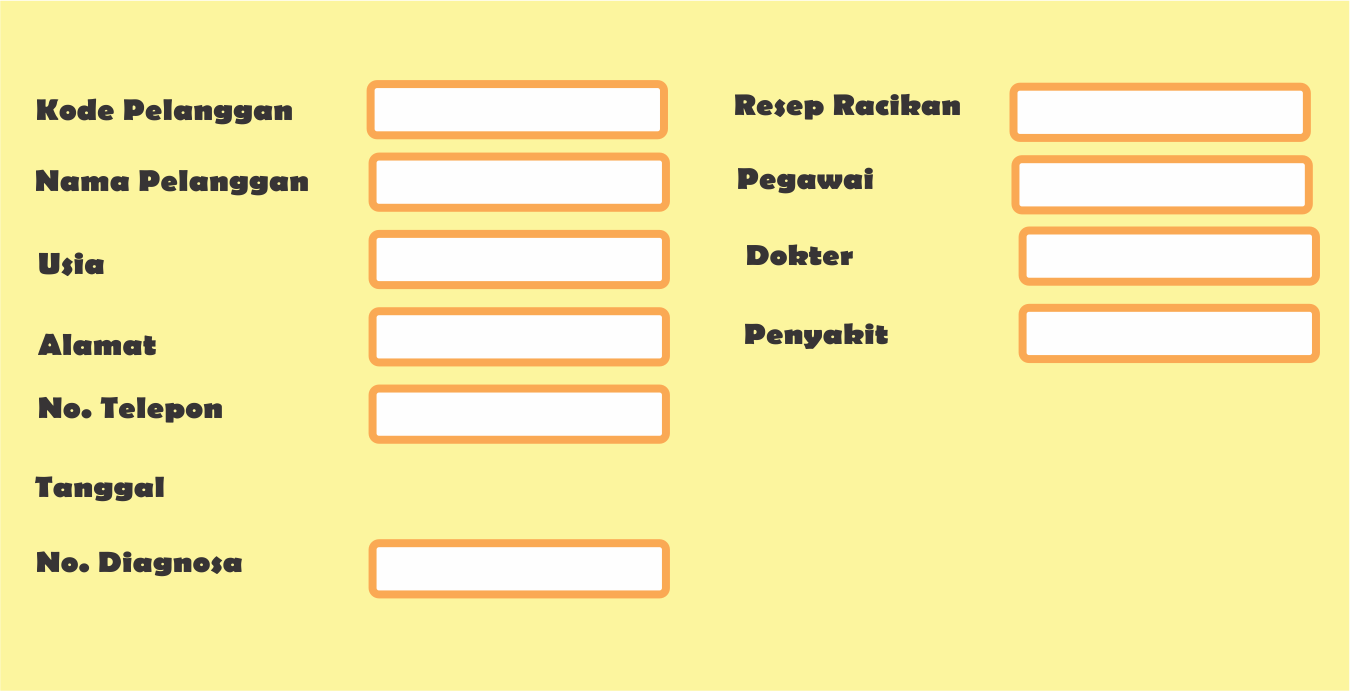 Kode Pelanggan
Nama Pelanggan
Usia
Alamat
No. Telepon
Tanggal
No. Diagnosa
Resep Racikan
Pegawai
Dokter
Penyakit